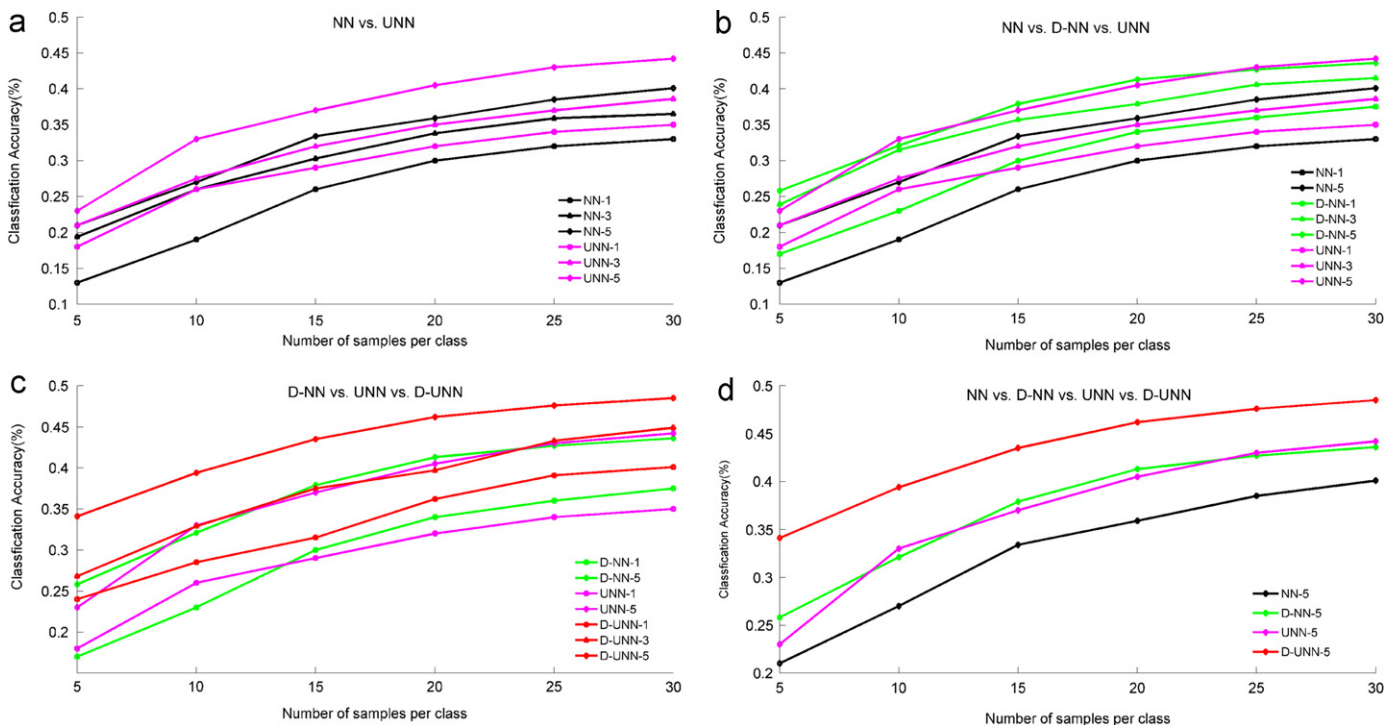 a
NN vs. UNN
0.5
0.45
0.4
0.35
0.3
0.25
0.2
0.15
0.1
Classfication Accuracy(%)
NN-1
NN-3
NN-5
UNN-1
UNN-3
UNN-5
5 10 15 20 25 30
Number of samples per class
b
NN vs. D-NN vs. UNN
0.5
0.45
0.4
0.35
0.3
0.25
0.2
0.15
0.1
Classfication Accuracy(%)
NN-1
NN-5
D-NN-1
D-NN-3
D-NN-5
UNN-1
UNN-3
UNN-5
5 10 15 20 25 30
Number of samples per class
c
D-NN vs. UNN vs. D-UNN
0.5
0.45
0.4
0.35
0.3
0.25
0.2
Classfication Accuracy(%)
D-NN-1
D-NN-5
UNN-1
UNN-5
D-UNN-1
D-UNN-3
D-UNN-5
5 10 15 20 25 30
Number of samples per class
d
NN vs. D-NN vs. UNN vs. D-UNN
0.5
0.45
0.4
0.35
0.3
0.25
0.2
Classfication Accuracy(%)
NN-5
D-NN-5
UNN-5
D-UNN-5
5 10 15 20 25 30
Number of samples per class